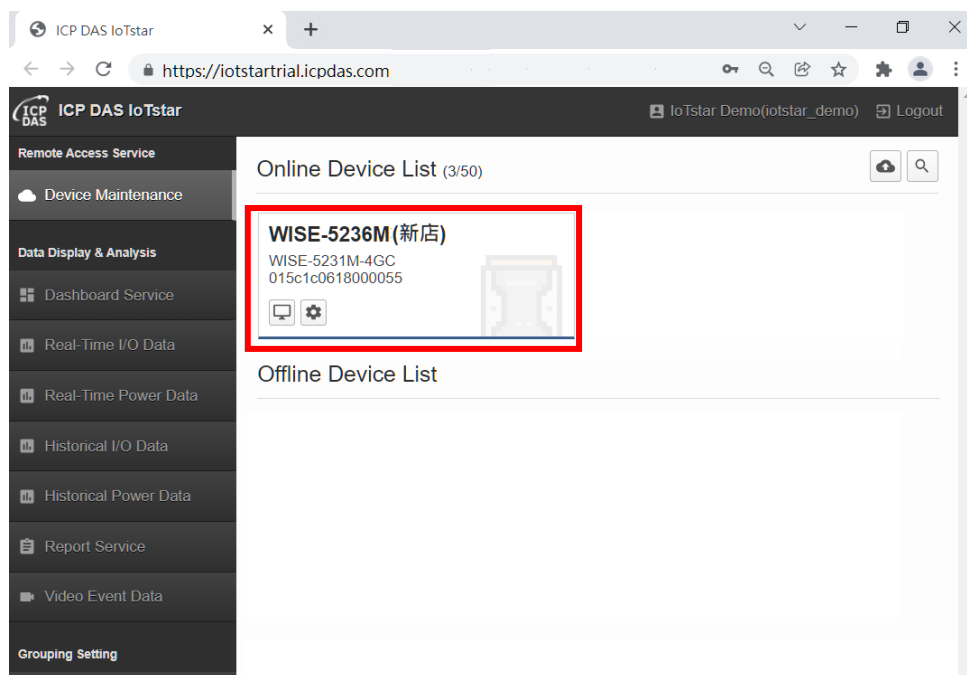 ICP DAS IoTstar
https://iotstartrial.icpdas.com
ICP DAS
ICP DAS IoTstar
IoTstar Demo(iotstar_demo)
Logout
Remote Access Service
Device Maintenance
Data Display & Analysis
Dashboard Service
Real-Time I/O Data
Real-Time Power Data
Historical I/O Data
Historical Power Data
Report Service
Video Event Data
Grouping Setting
Online Device List (3/50)
WISE-5236M(新店)
WISE-5231M-4GC
015c1c0618000055
Offline Device List